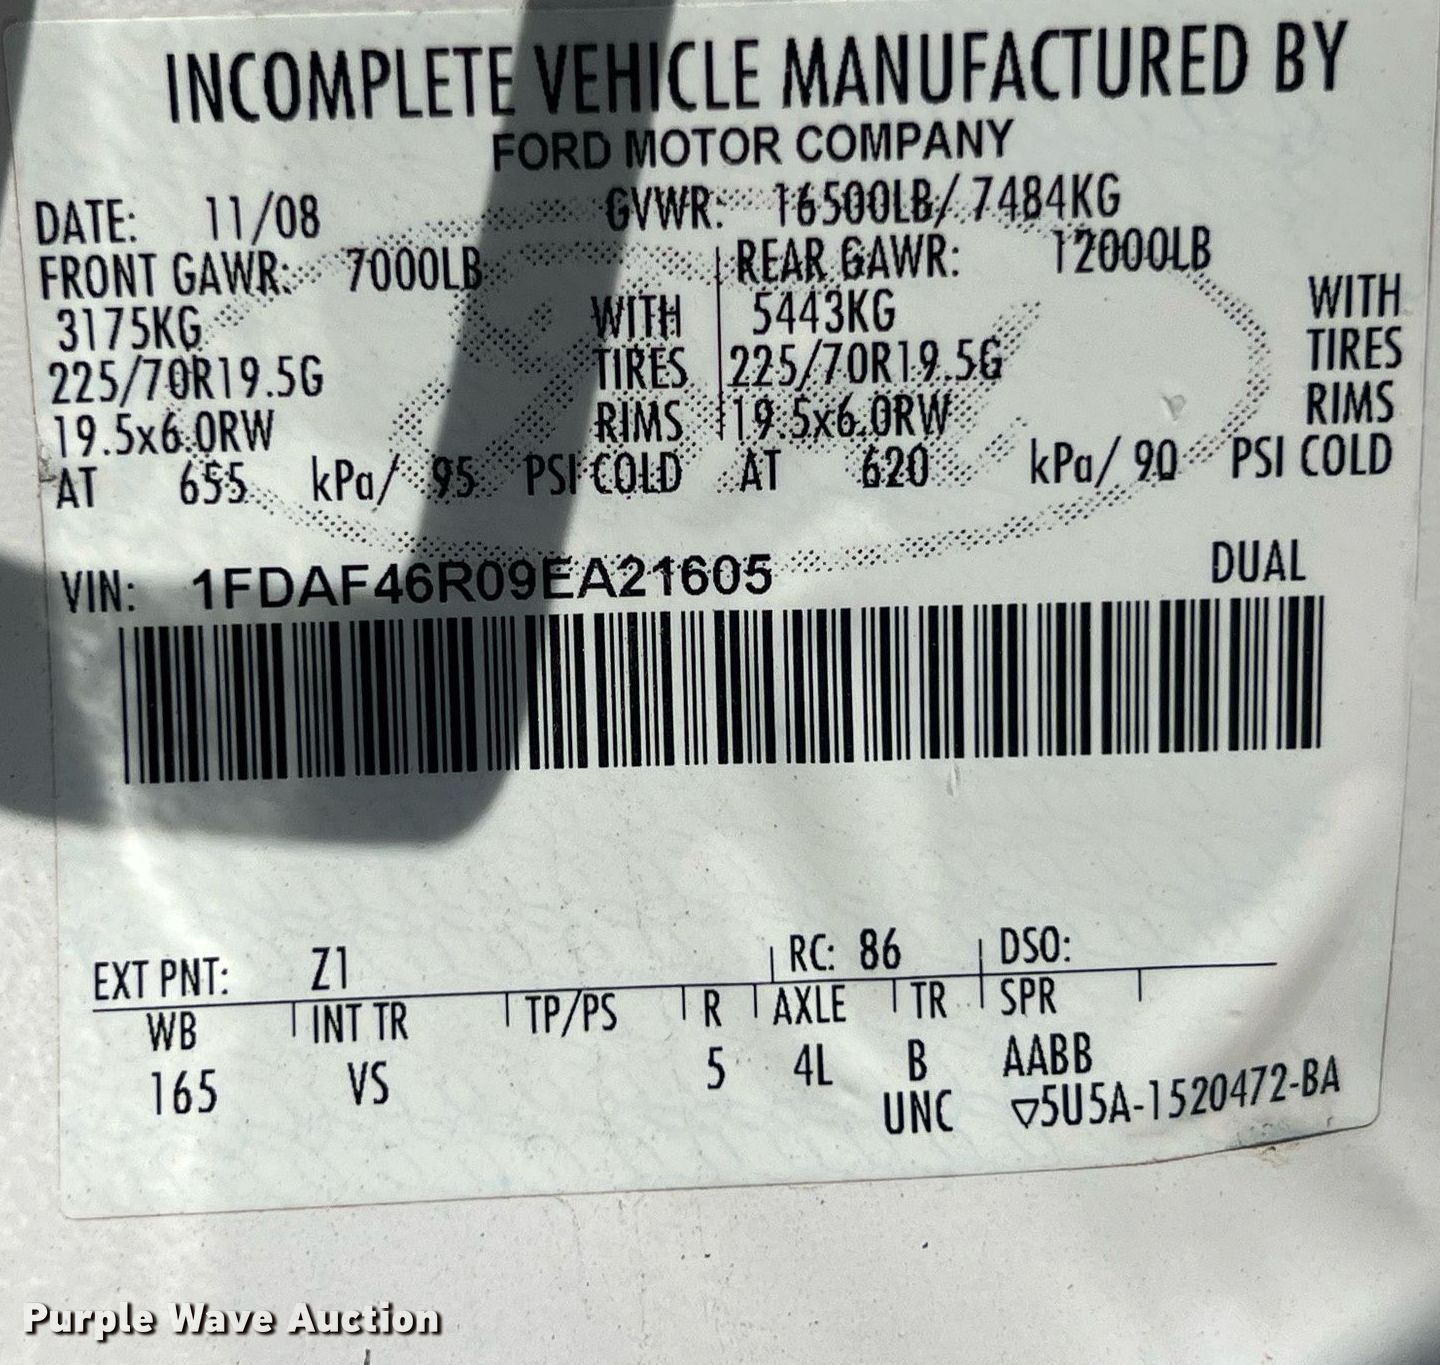 INCOMPLETE VEHICLE MANUFACTURED BY
FORD MOTOR COMPANY
DATE: 11/08 GVWR: 16500LB/ 7484KG
FRONT GAWR: 7000LB REAR GAWR: 12000LB
3175KG WITH 5443KG WITH
225/70R19.5G TIRES 225/70R19.5G TIRES
19.5x6.0RW RIMS 19.5x6.0RW RIMS
AT 655 kPa/ 95 PSI COLD AT 620 kPa/ 90 PSI COLD
VIN: 1FDAF46R09EA21605 DUAL
EXT PNT: Z1 RC: 86 DSO:
WB INT TR TP/PS R AXLE TR SPR
165 VS 5 4L B AABB
UNC ▽5U5A-1520472-BA
Purple Wave Auction